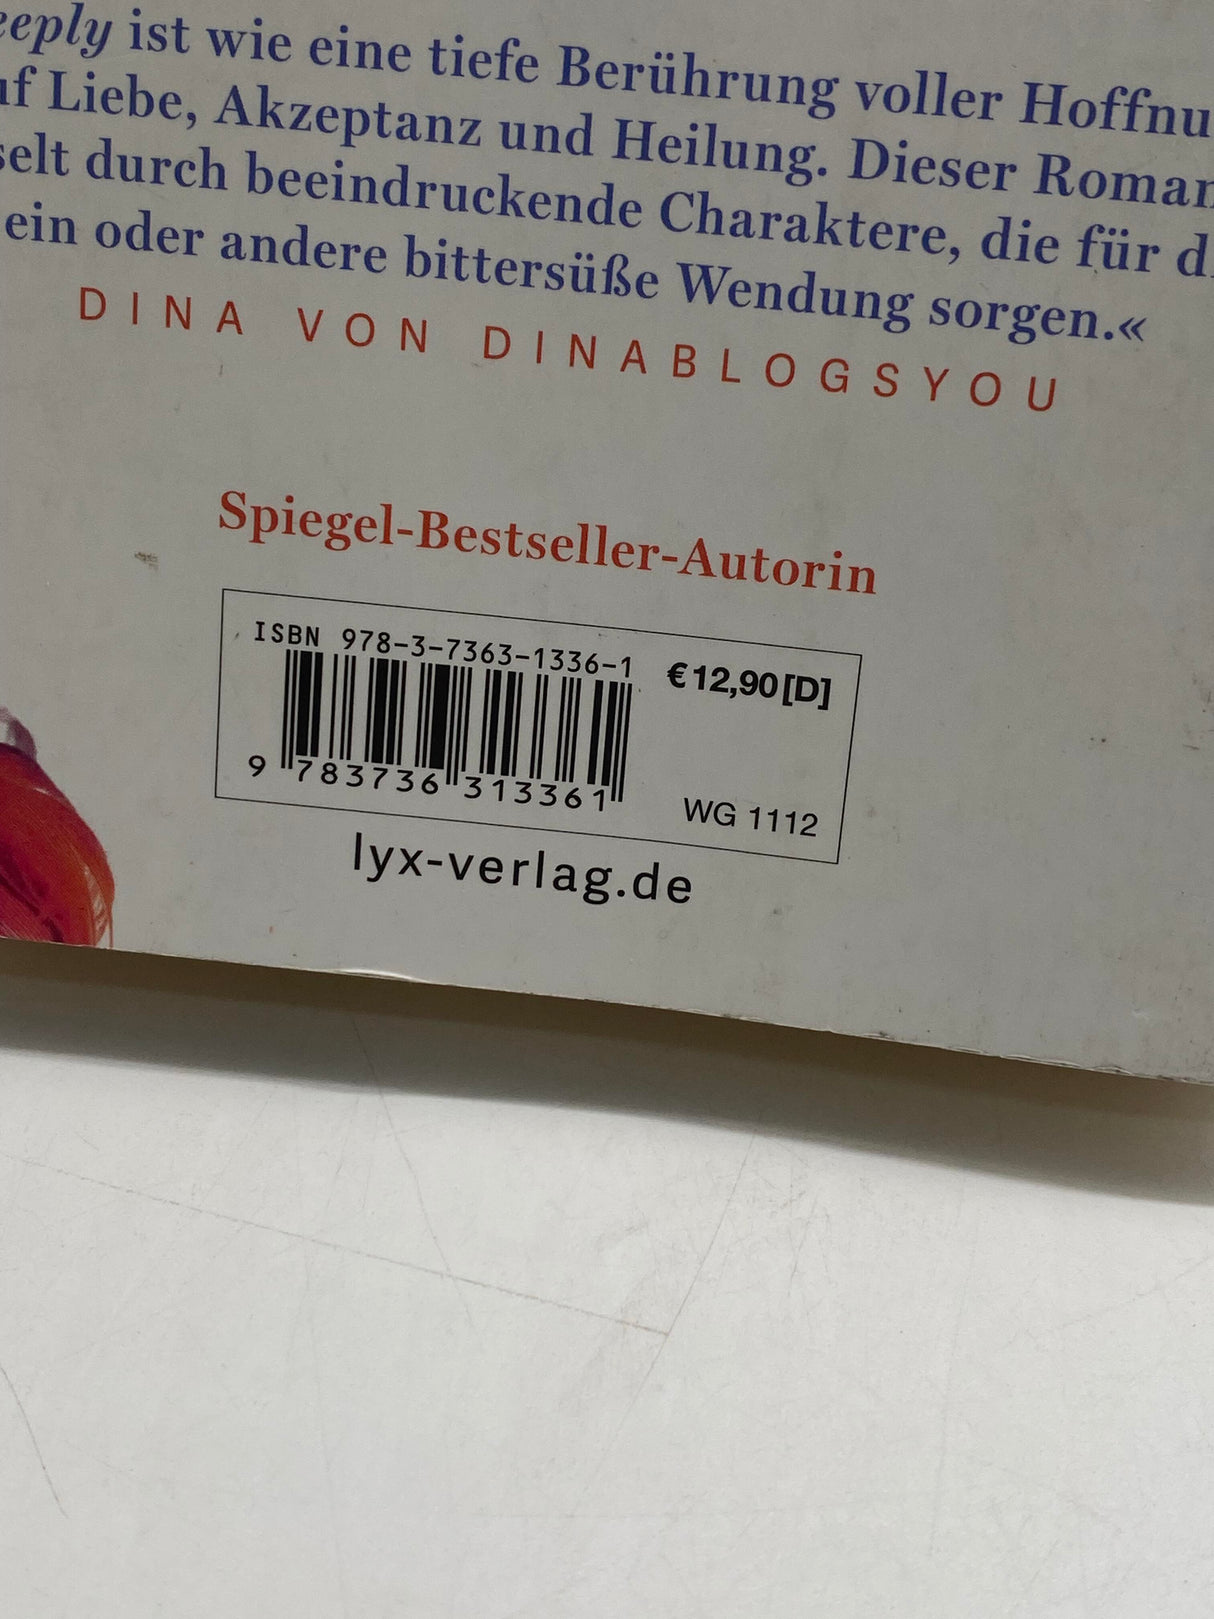 eeply ist wie eine tiefe Berührung voller Hoffnu
uf Liebe, Akzeptanz und Heilung. Dieser Roman
selt durch beeindruckende Charaktere, die für d
ein oder andere bittersüße Wendung sorgen.«
DINA VON DINABLOGSYOU
Spiegel-Bestseller-Autorin
ISBN 978-3-7363-1336-1
€ 12,90 [D]
9 783736 313361
WG 1112
lyx-verlag.de